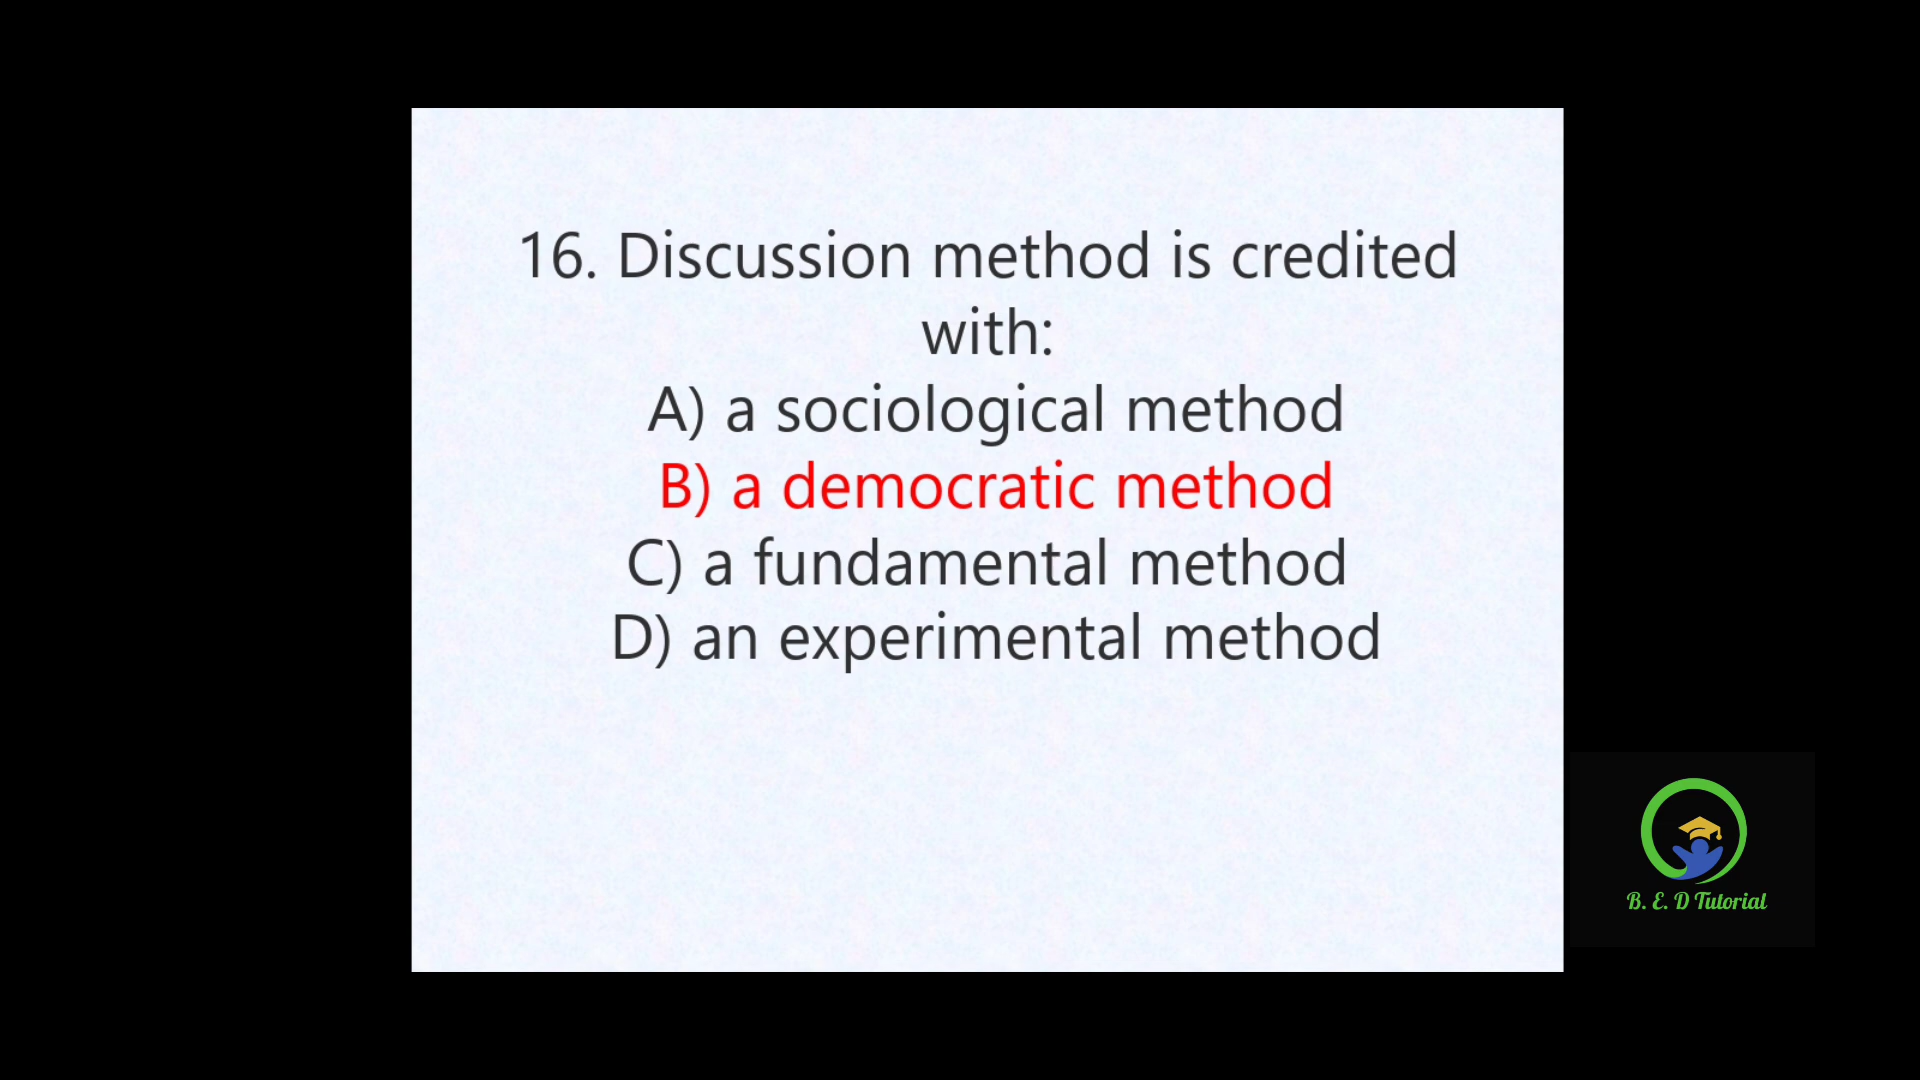 16. Discussion method is credited
with:
A) a sociological method
B) a democratic method
C) a fundamental method
D) an experimental method
B. E. D Tutorial